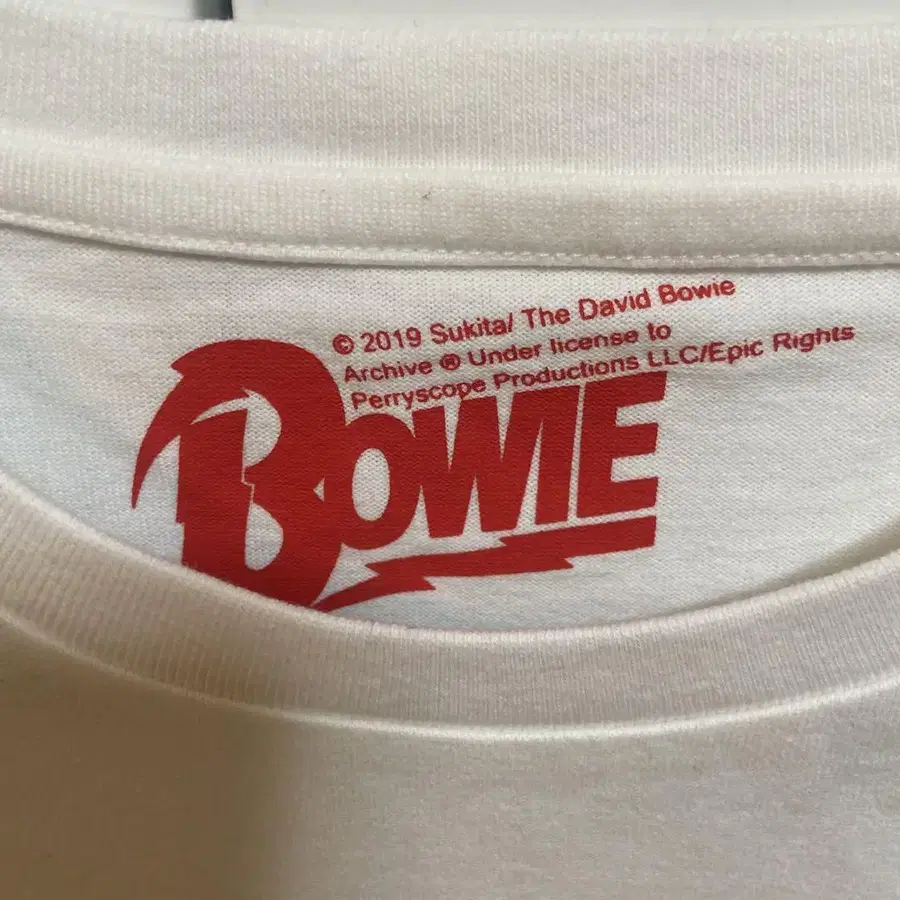 © 2019 Sukita/ The David Bowie
Archive ® Under license to
Perryscope Productions LLC/Epic Rights
BOWIE